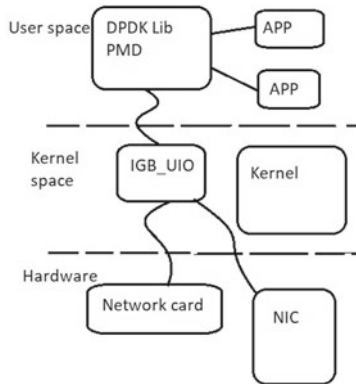 User space
DPDK Lib
PMD
APP
APP
Kernel
space
IGB_UIO
Kernel
Hardware
Network card
NIC